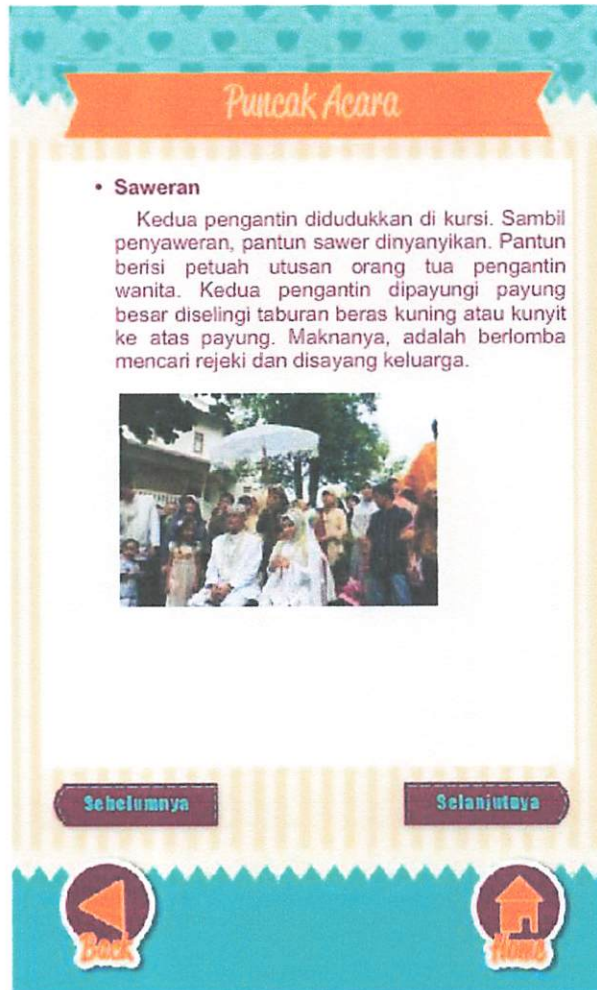 Puncak Acara
• Saweran
Kedua pengantin didudukkan di kursi. Sambil
penyaweran, pantun sawer dinyanyikan. Pantun
berisi petuah utusan orang tua pengantin
wanita. Kedua pengantin dipayungi payung
besar diselingi taburan beras kuning atau kunyit
ke atas payung. Maknanya, adalah berlomba
mencari rejeki dan disayang keluarga.
Sebelumnya
Selanjutnya
Back
Home